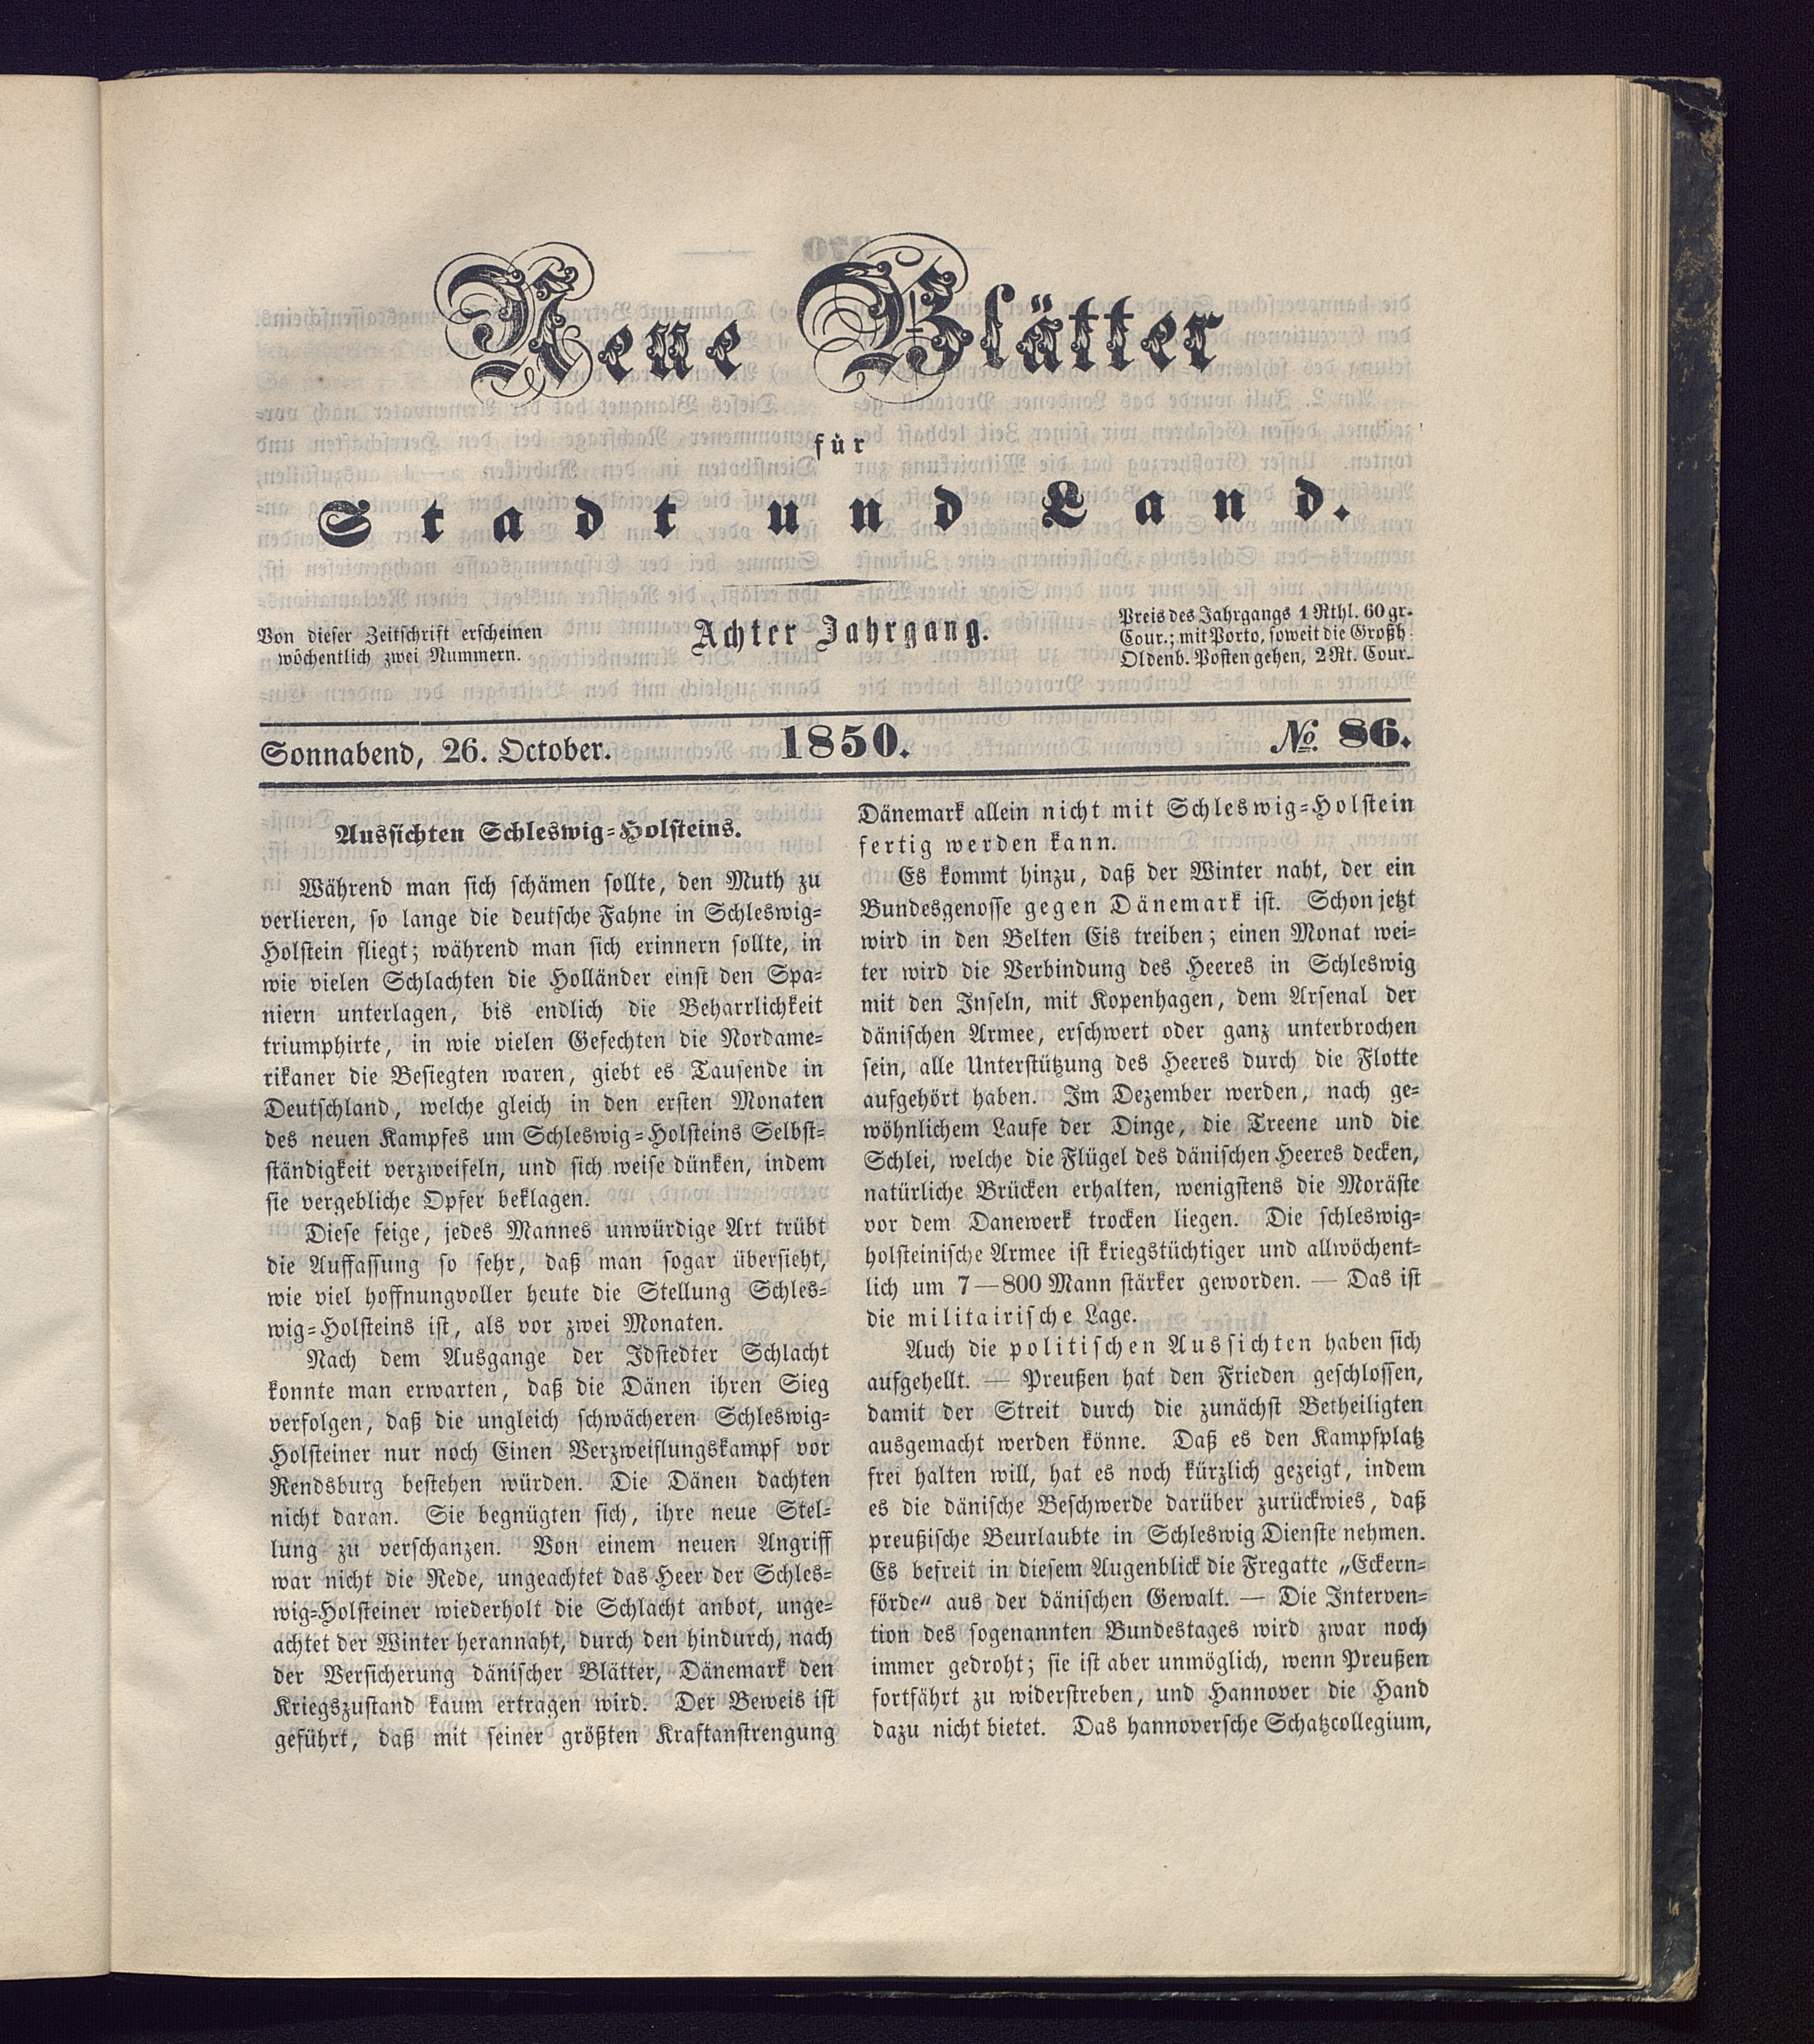 Neue Blätter
für
Stadt und Land.
Von dieser Zeitschrift erscheinen
wöchentlich zwei Nummern.
Achter Jahrgang.
Preis des Jahrgangs 1 Rthl. 60 gr.
Cour.; mit Porto, soweit die Großh.
Oldenb. Posten gehen, 2 Rt. Cour.
Sonnabend, 26. October.
1850.
No. 86.
Aussichten Schleswig-Holsteins.
Während man sich schämen sollte, den Muth zu
verlieren, so lange die deutsche Fahne in Schleswig-
Holstein fliegt; während man sich erinnern sollte, in
wie vielen Schlachten die Holländer einst den Spa-
niern unterlagen, bis endlich die Beharrlichkeit
triumphirte, in wie vielen Gefechten die Nordame-
rikaner die Besiegten waren, giebt es Tausende in
Deutschland, welche gleich in den ersten Monaten
des neuen Kampfes um Schleswig-Holsteins Selbst-
ständigkeit verzweifeln, und sich weise dünken, indem
sie vergebliche Opfer beklagen.
Diese feige, jedes Mannes unwürdige Art trübt
die Auffassung so sehr, daß man sogar übersieht,
wie viel hoffnungvoller heute die Stellung Schles-
wig-Holsteins ist, als vor zwei Monaten.
Nach dem Ausgange der Idstedter Schlacht
konnte man erwarten, daß die Dänen ihren Sieg
verfolgen, daß die ungleich schwächeren Schleswig-
Holsteiner nur noch Einen Verzweiflungskampf vor
Rendsburg bestehen würden. Die Dänen dachten
nicht daran. Sie begnügten sich, ihre neue Stel-
lung zu verschanzen. Von einem neuen Angriff
war nicht die Rede, ungeachtet das Heer der Schles-
wig-Holsteiner wiederholt die Schlacht anbot, unge-
achtet der Winter herannaht, durch den hindurch, nach
der Versicherung dänischer Blätter, Dänemark den
Kriegszustand kaum ertragen wird. Der Beweis ist
geführt, daß mit seiner größten Kraftanstrengung
Dänemark allein nicht mit Schleswig-Holstein
fertig werden kann.
Es kommt hinzu, daß der Winter naht, der ein
Bundesgenosse gegen Dänemark ist. Schon jetzt
wird in den Belten Eis treiben; einen Monat wei-
ter wird die Verbindung des Heeres in Schleswig
mit den Inseln, mit Kopenhagen, dem Arsenal der
dänischen Armee, erschwert oder ganz unterbrochen
sein, alle Unterstützung des Heeres durch die Flotte
aufgehört haben. Im Dezember werden, nach ge-
wöhnlichem Laufe der Dinge, die Treene und die
Schlei, welche die Flügel des dänischen Heeres decken,
natürliche Brücken erhalten, wenigstens die Moräste
vor dem Danewerk trocken liegen. Die schleswig-
holsteinische Armee ist kriegstüchtiger und allwöchent-
lich um 7—800 Mann stärker geworden. — Das ist
die militairische Lage.
Auch die politischen Aussichten haben sich
aufgehellt. — Preußen hat den Frieden geschlossen,
damit der Streit durch die zunächst Betheiligten
ausgemacht werden könne. Daß es den Kampfplatz
frei halten will, hat es noch kürzlich gezeigt, indem
es die dänische Beschwerde darüber zurückwies, daß
preußische Beurlaubte in Schleswig Dienste nehmen.
Es befreit in diesem Augenblick die Fregatte „Eckern-
förde“ aus der dänischen Gewalt. — Die Interven-
tion des sogenannten Bundestages wird zwar noch
immer gedroht; sie ist aber unmöglich, wenn Preußen
fortfährt zu widerstreben, und Hannover die Hand
dazu nicht bietet. Das hannoversche Schatzcollegium,